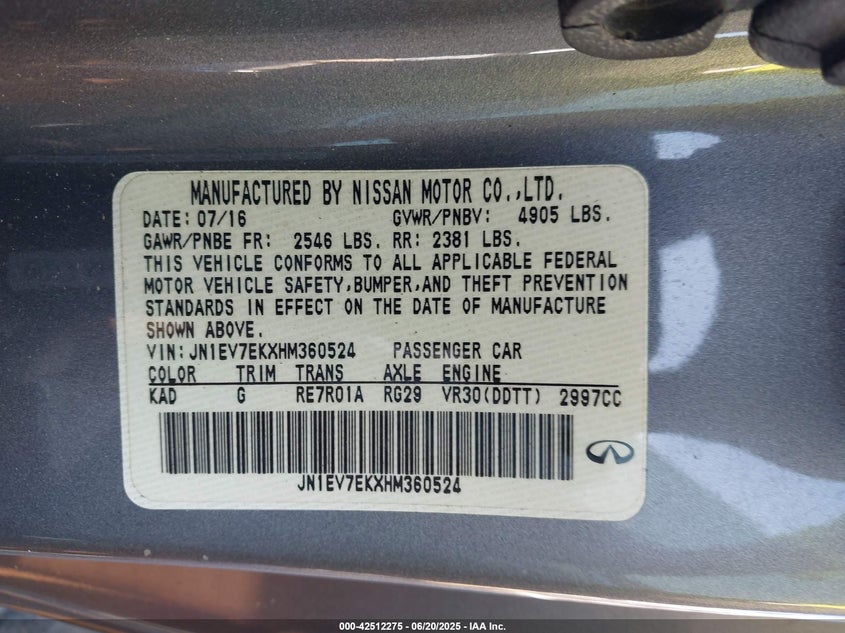 MANUFACTURED BY NISSAN MOTOR CO.,LTD.
DATE: 07/16 GVWR/PNBV: 4905 LBS.
GAWR/PNBE FR: 2546 LBS. RR: 2381 LBS.
THIS VEHICLE CONFORMS TO ALL APPLICABLE FEDERAL
MOTOR VEHICLE SAFETY,BUMPER,AND THEFT PREVENTION
STANDARDS IN EFFECT ON THE DATE OF MANUFACTURE
SHOWN ABOVE.
VIN:JN1EV7EKXHM360524 PASSENGER CAR
COLOR TRIM TRANS AXLE ENGINE
KAD G RE7R01A RG29 VR30(DDTT) 2997CC
JN1EV7EKXHM360524
000-42512275 - 06/20/2025 - IAA Inc.